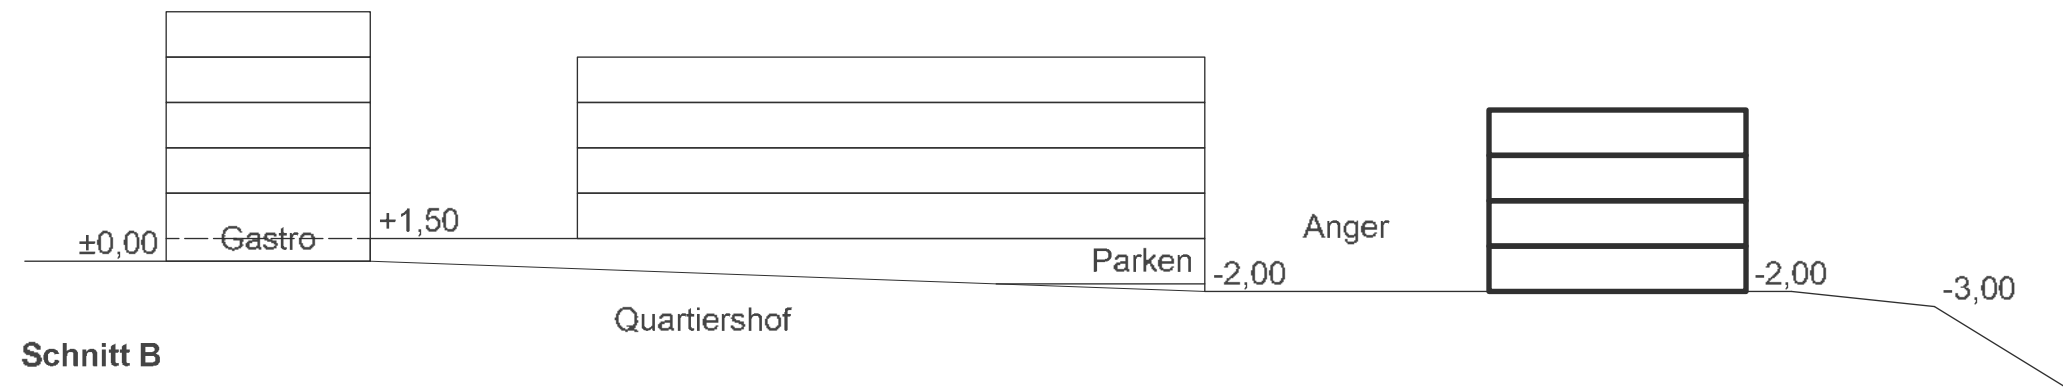 +1,50
±0,00
Gastro
Anger
Parken
-2,00
-2,00
-3,00
Quartiershof
Schnitt B